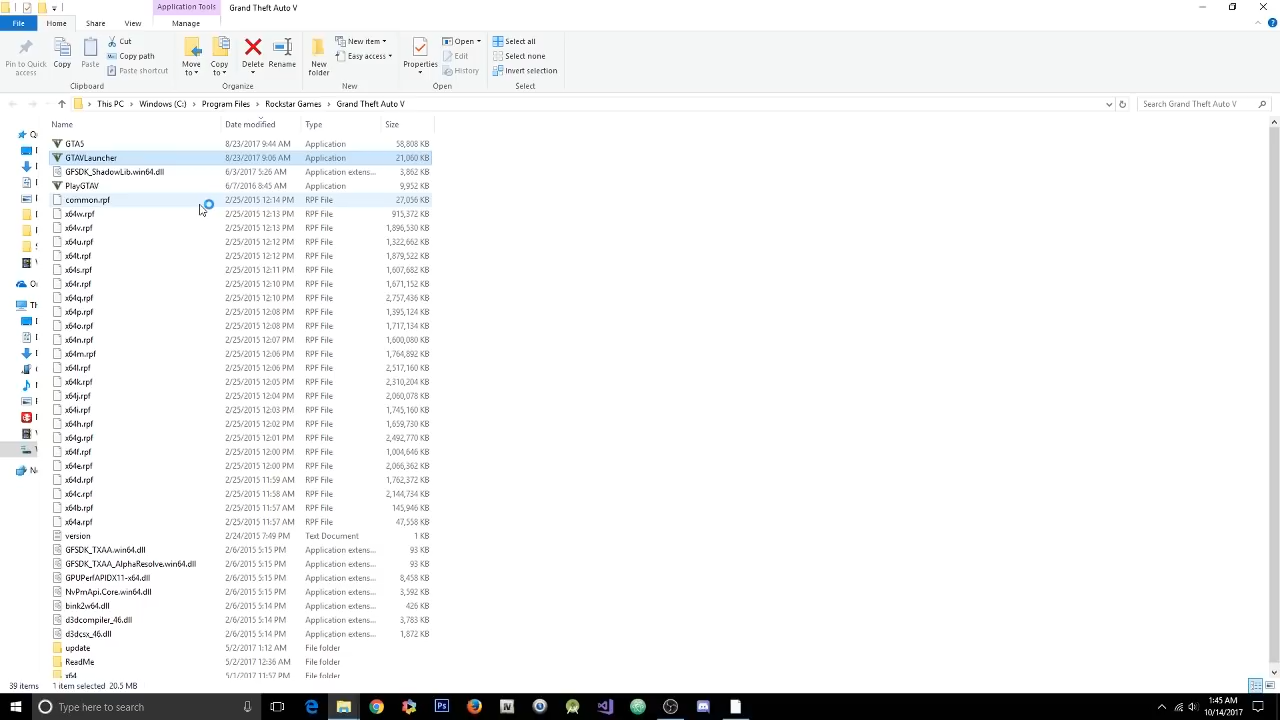 Application Tools Grand Theft Auto V
File Home Share View Manage
Pin to Quick access
Copy
Paste
Cut
Copy path
Paste shortcut
Move to
Copy to
Delete
Rename
New folder
New item
Easy access
Properties
Open
Edit
History
Select all
Select none
Invert selection
Clipboard Organize New Open Select
This PC Windows (C:) Program Files Rockstar Games Grand Theft Auto V Search Grand Theft Auto V
Name Date modified Type Size
GTA5 8/23/2017 9:44 AM Application 58,808 KB
GTAVLauncher 8/23/2017 9:06 AM Application 21,060 KB
GFSDK_ShadowLib.win64.dll 6/3/2017 5:26 AM Application extens... 3,862 KB
PlayGTAV 6/7/2016 8:45 AM Application 9,952 KB
common.rpf 2/25/2015 12:14 PM RPF File 27,056 KB
x64w.rpf 2/25/2015 12:13 PM RPF File 915,372 KB
x64v.rpf 2/25/2015 12:13 PM RPF File 1,896,530 KB
x64u.rpf 2/25/2015 12:12 PM RPF File 1,322,662 KB
x64t.rpf 2/25/2015 12:12 PM RPF File 1,879,522 KB
x64s.rpf 2/25/2015 12:11 PM RPF File 1,607,682 KB
x64r.rpf 2/25/2015 12:10 PM RPF File 1,671,152 KB
x64q.rpf 2/25/2015 12:10 PM RPF File 2,757,436 KB
x64p.rpf 2/25/2015 12:08 PM RPF File 1,395,124 KB
x64o.rpf 2/25/2015 12:08 PM RPF File 1,717,134 KB
x64n.rpf 2/25/2015 12:07 PM RPF File 1,600,080 KB
x64m.rpf 2/25/2015 12:06 PM RPF File 1,764,892 KB
x64l.rpf 2/25/2015 12:06 PM RPF File 2,517,160 KB
x64k.rpf 2/25/2015 12:05 PM RPF File 2,310,204 KB
x64j.rpf 2/25/2015 12:04 PM RPF File 2,060,078 KB
x64i.rpf 2/25/2015 12:03 PM RPF File 1,745,160 KB
x64h.rpf 2/25/2015 12:02 PM RPF File 1,659,730 KB
x64g.rpf 2/25/2015 12:01 PM RPF File 2,492,770 KB
x64f.rpf 2/25/2015 12:00 PM RPF File 1,004,646 KB
x64e.rpf 2/25/2015 12:00 PM RPF File 2,066,362 KB
x64d.rpf 2/25/2015 11:59 AM RPF File 1,762,372 KB
x64c.rpf 2/25/2015 11:58 AM RPF File 2,144,734 KB
x64b.rpf 2/25/2015 11:57 AM RPF File 145,946 KB
x64a.rpf 2/25/2015 11:57 AM RPF File 47,558 KB
version 2/24/2015 7:49 PM Text Document 1 KB
GFSDK_TXAA.win64.dll 2/6/2015 5:15 PM Application extens... 93 KB
GFSDK_TXAA_AlphaResolve.win64.dll 2/6/2015 5:15 PM Application extens... 93 KB
GPUPerfAPIDX11-x64.dll 2/6/2015 5:15 PM Application extens... 8,458 KB
NvPmApi.Core.win64.dll 2/6/2015 5:15 PM Application extens... 3,592 KB
bink2w64.dll 2/6/2015 5:14 PM Application extens... 426 KB
d3dcompiler_46.dll 2/6/2015 5:14 PM Application extens... 3,783 KB
d3dcsx_46.dll 2/6/2015 5:14 PM Application extens... 1,872 KB
update 5/2/2017 1:12 AM File folder
ReadMe 5/2/2017 12:36 AM File folder
x64 5/1/2017 11:57 PM File folder
39 items 1 item selected 20.5 MB
Type here to search
1:45 AM
10/14/2017